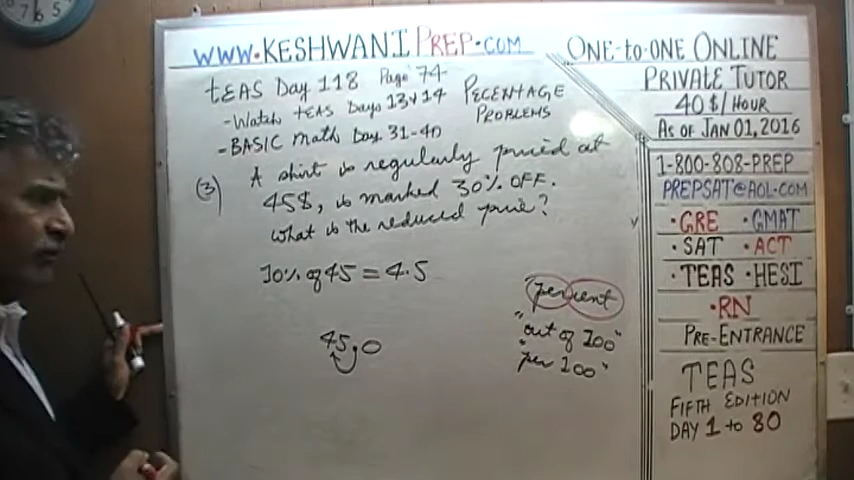 WWW.KESHWANIPREP.COM
TEAS Day 118 Page 74
-Watch TEAS Days 13+14
-BASIC Math Day 31-40
PECENTAGE
PROBLEMS
(3) A shirt is regularly priced at
45$, is marked 30% OFF.
what is the reduced price?
10% of 45 = 4.5
45.0
"percent"
"out of 100"
"per 100"
ONE-to-ONE ONLINE
PRIVATE TUTOR
40$/HOUR
AS OF JAN 01, 2016
1-800-808-PREP
PREPSAT@AOL.COM
•GRE •GMAT
•SAT •ACT
•TEAS •HESI
•RN
PRE-ENTRANCE
TEAS
FIFTH EDITION
DAY 1 to 80
7 6 5